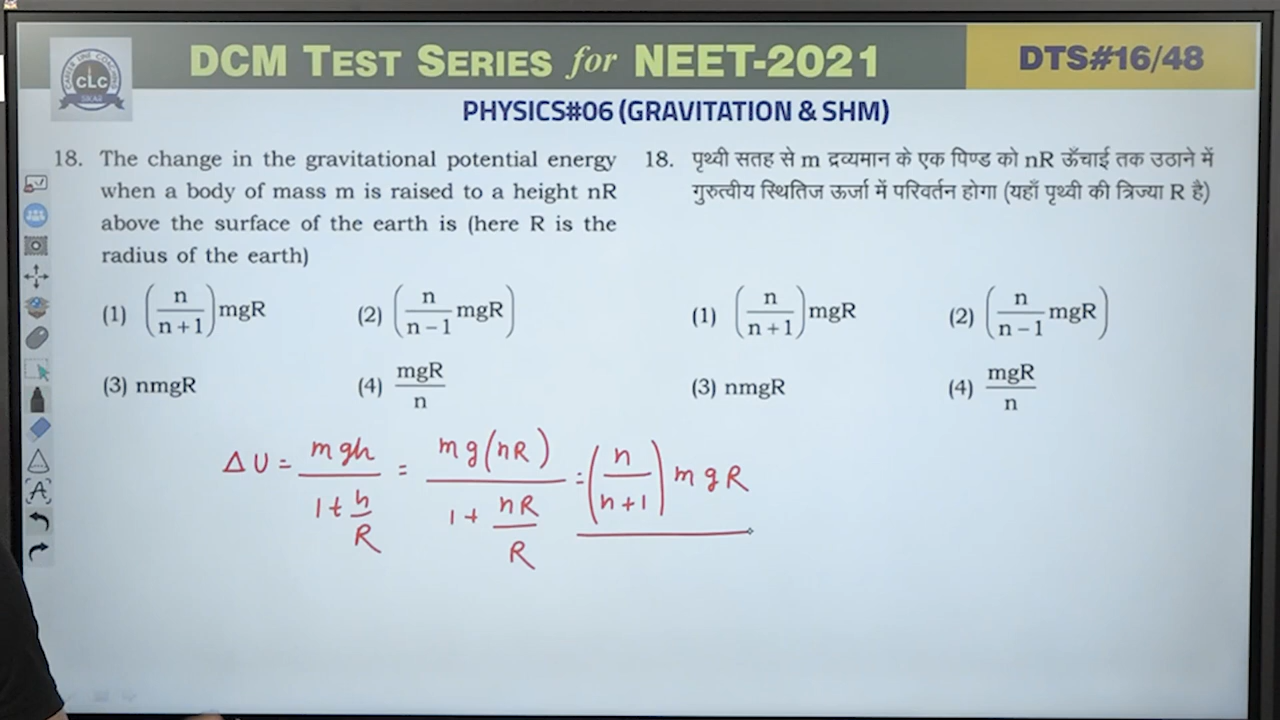 DCM TEST SERIES for NEET-2021
DTS#16/48
CLC
SIKAR
PHYSICS#06 (GRAVITATION & SHM)
18. The change in the gravitational potential energy
when a body of mass m is raised to a height nR
above the surface of the earth is (here R is the
radius of the earth)
(1) (n/(n+1)) mgR (2) (n/(n−1) mgR)
(3) nmgR (4) mgR/n
18. पृथ्वी सतह से m द्रव्यमान के एक पिण्ड को nR ऊँचाई तक उठाने में
गुरुत्वीय स्थितिज ऊर्जा में परिवर्तन होगा (यहाँ पृथ्वी की त्रिज्या R है)
(1) (n/(n+1)) mgR (2) (n/(n−1) mgR)
(3) nmgR (4) mgR/n
ΔU = mgh/(1+h/R) = mg(nR)/(1+nR/R) = (n/(n+1)) mgR